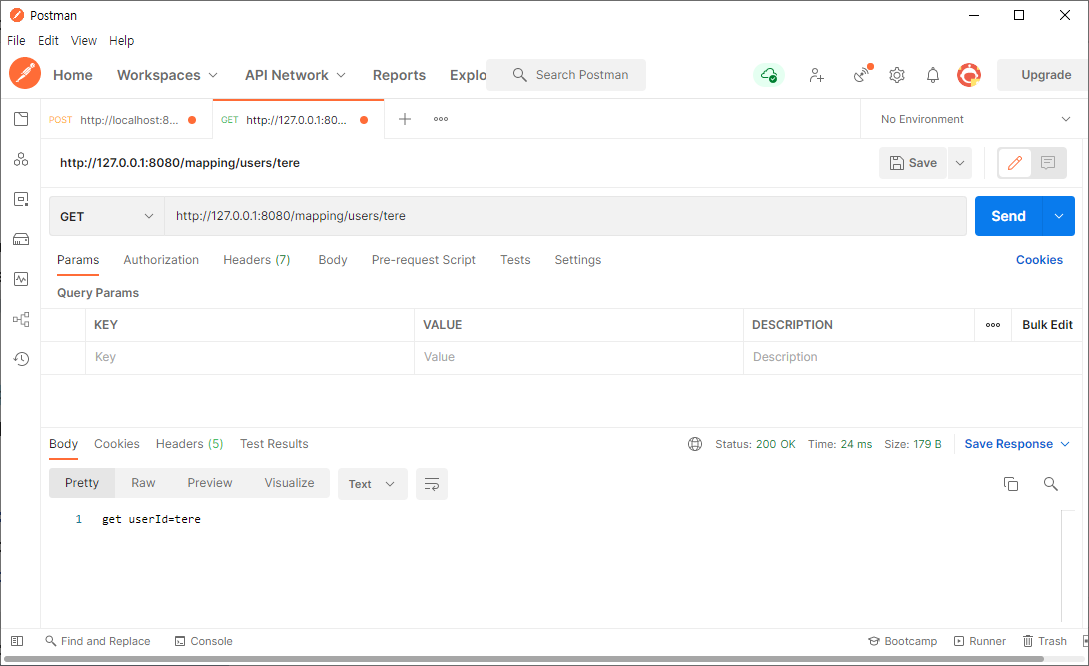 Postman
File Edit View Help
Home Workspaces API Network Reports Explo Search Postman Upgrade
POST http://localhost:8... GET http://127.0.0.1:80... No Environment
http://127.0.0.1:8080/mapping/users/tere Save
GET http://127.0.0.1:8080/mapping/users/tere Send
Params Authorization Headers (7) Body Pre-request Script Tests Settings Cookies
Query Params
KEY VALUE DESCRIPTION Bulk Edit
Key Value Description
Body Cookies Headers (5) Test Results Status: 200 OK Time: 24 ms Size: 179 B Save Response
Pretty Raw Preview Visualize Text
1 get userId=tere
Find and Replace Console Bootcamp Runner Trash